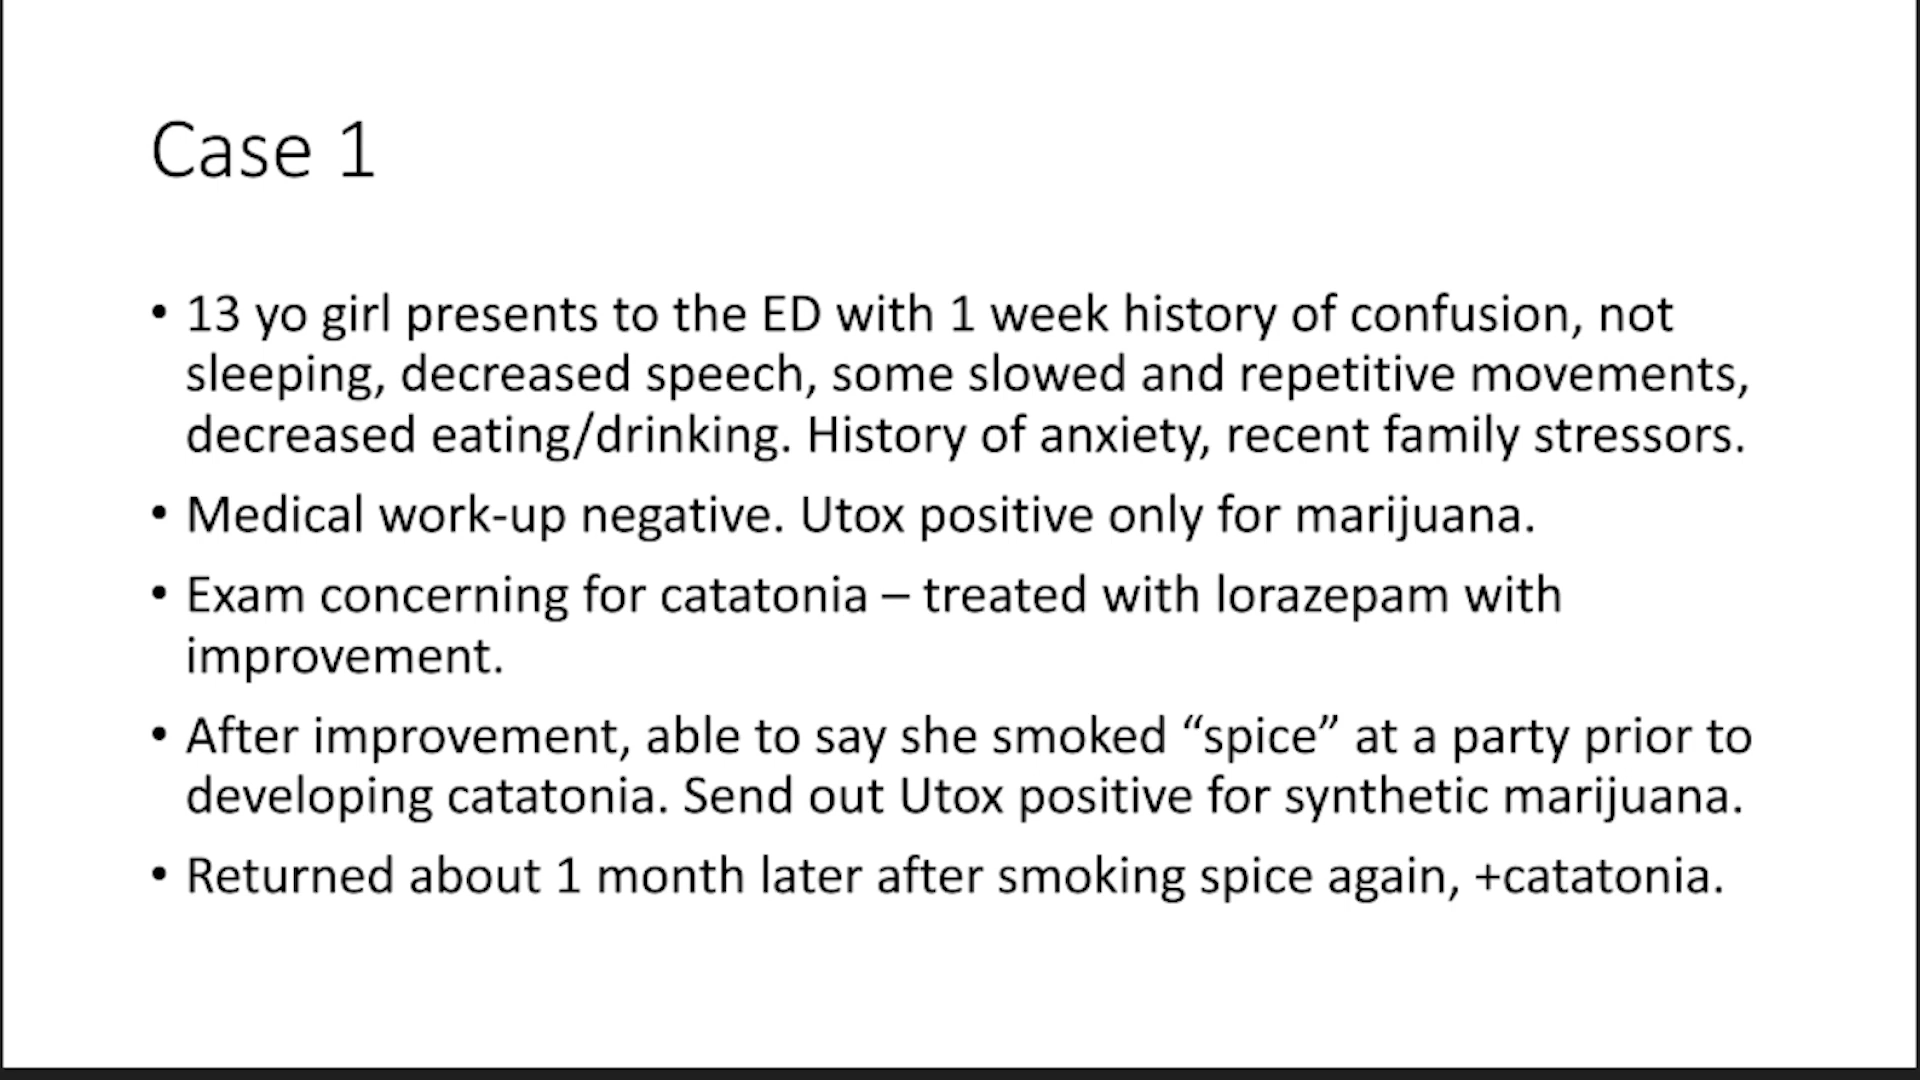 Case 1
• 13 yo girl presents to the ED with 1 week history of confusion, not
sleeping, decreased speech, some slowed and repetitive movements,
decreased eating/drinking. History of anxiety, recent family stressors.
• Medical work-up negative. Utox positive only for marijuana.
• Exam concerning for catatonia – treated with lorazepam with
improvement.
• After improvement, able to say she smoked “spice” at a party prior to
developing catatonia. Send out Utox positive for synthetic marijuana.
• Returned about 1 month later after smoking spice again, +catatonia.